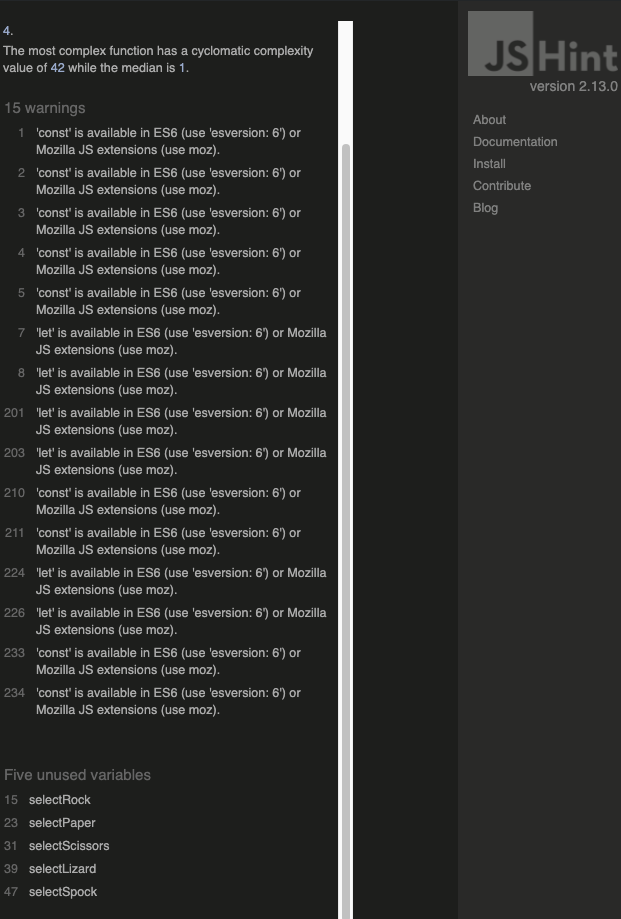 4.
The most complex function has a cyclomatic complexity
value of 42 while the median is 1.
15 warnings
1 'const' is available in ES6 (use 'esversion: 6') or
Mozilla JS extensions (use moz).
2 'const' is available in ES6 (use 'esversion: 6') or
Mozilla JS extensions (use moz).
3 'const' is available in ES6 (use 'esversion: 6') or
Mozilla JS extensions (use moz).
4 'const' is available in ES6 (use 'esversion: 6') or
Mozilla JS extensions (use moz).
5 'const' is available in ES6 (use 'esversion: 6') or
Mozilla JS extensions (use moz).
7 'let' is available in ES6 (use 'esversion: 6') or Mozilla
JS extensions (use moz).
8 'let' is available in ES6 (use 'esversion: 6') or Mozilla
JS extensions (use moz).
201 'let' is available in ES6 (use 'esversion: 6') or Mozilla
JS extensions (use moz).
203 'let' is available in ES6 (use 'esversion: 6') or Mozilla
JS extensions (use moz).
210 'const' is available in ES6 (use 'esversion: 6') or
Mozilla JS extensions (use moz).
211 'const' is available in ES6 (use 'esversion: 6') or
Mozilla JS extensions (use moz).
224 'let' is available in ES6 (use 'esversion: 6') or Mozilla
JS extensions (use moz).
226 'let' is available in ES6 (use 'esversion: 6') or Mozilla
JS extensions (use moz).
233 'const' is available in ES6 (use 'esversion: 6') or
Mozilla JS extensions (use moz).
234 'const' is available in ES6 (use 'esversion: 6') or
Mozilla JS extensions (use moz).
Five unused variables
15 selectRock
23 selectPaper
31 selectScissors
39 selectLizard
47 selectSpock
JSHint
version 2.13.0
About
Documentation
Install
Contribute
Blog